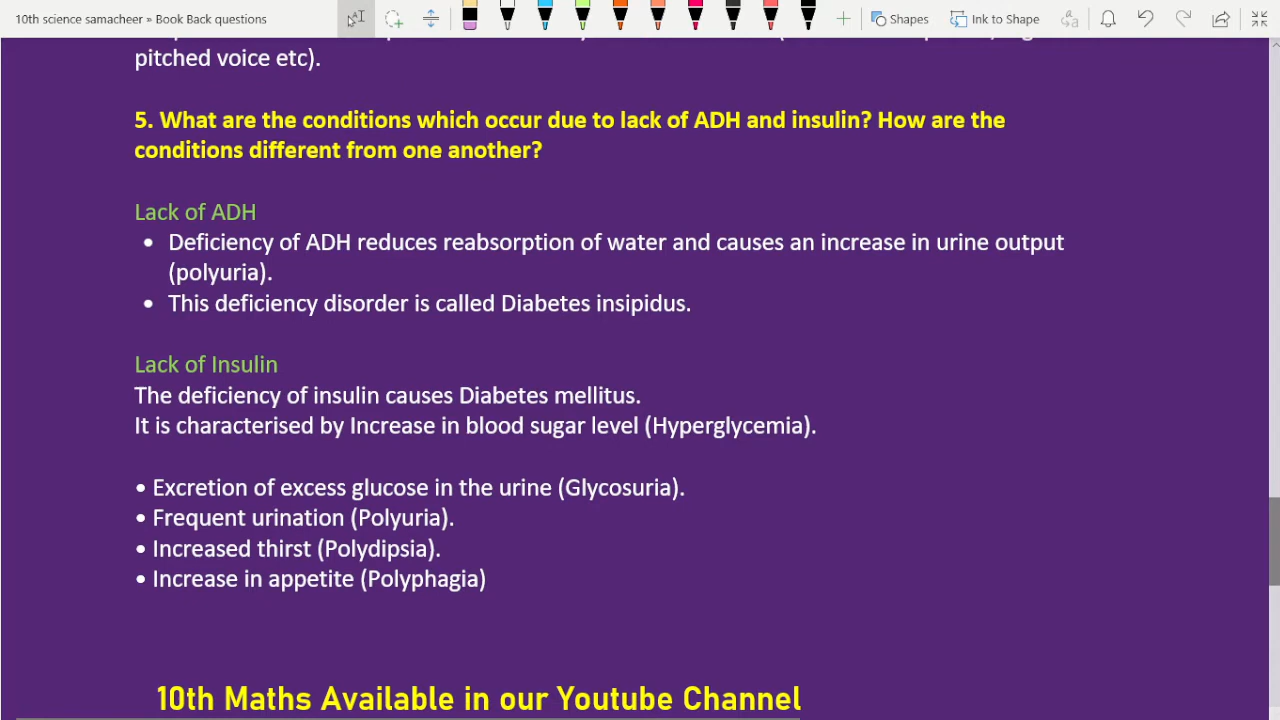 10th science samacheer » Book Back questions
Shapes
Ink to Shape
pitched voice etc).
5. What are the conditions which occur due to lack of ADH and insulin? How are the
conditions different from one another?
Lack of ADH
• Deficiency of ADH reduces reabsorption of water and causes an increase in urine output
(polyuria).
• This deficiency disorder is called Diabetes insipidus.
Lack of Insulin
The deficiency of insulin causes Diabetes mellitus.
It is characterised by Increase in blood sugar level (Hyperglycemia).
• Excretion of excess glucose in the urine (Glycosuria).
• Frequent urination (Polyuria).
• Increased thirst (Polydipsia).
• Increase in appetite (Polyphagia)
10th Maths Available in our Youtube Channel